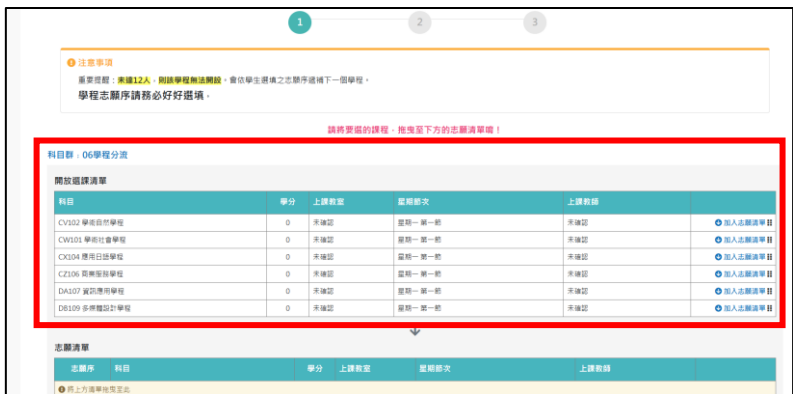 1
2
3
注意事項
重要提醒：未達12人，則該學程無法開設。會依學生選填之志願序遞補下一個學程。
學程志願序請務必好好選填。
請將要選的課程，拖曳至下方的志願清單唷！
科目群：06學程分流
開放選課清單
科目 學分 上課教室 星期節次 上課教師
CV102 學術自然學程 0 未確認 星期一 第一節 未確認 加入志願清單
CW101 學術社會學程 0 未確認 星期一 第一節 未確認 加入志願清單
CX104 應用日語學程 0 未確認 星期一 第一節 未確認 加入志願清單
CZ106 商業服務學程 0 未確認 星期一 第一節 未確認 加入志願清單
DA107 資訊應用學程 0 未確認 星期一 第一節 未確認 加入志願清單
DB109 多媒體設計學程 0 未確認 星期一 第一節 未確認 加入志願清單
志願清單
志願序 科目 學分 上課教室 星期節次 上課教師
將上方清單拖曳至此